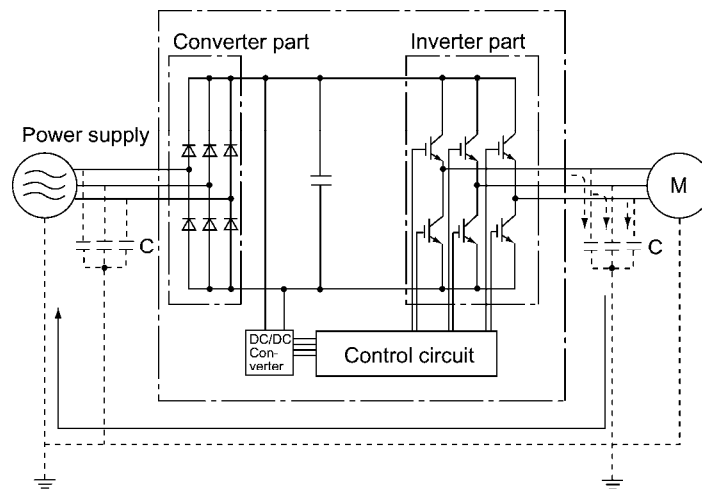 Converter part
Inverter part
Power supply
M
C
C
DC/DC
Con-
verter
Control circuit